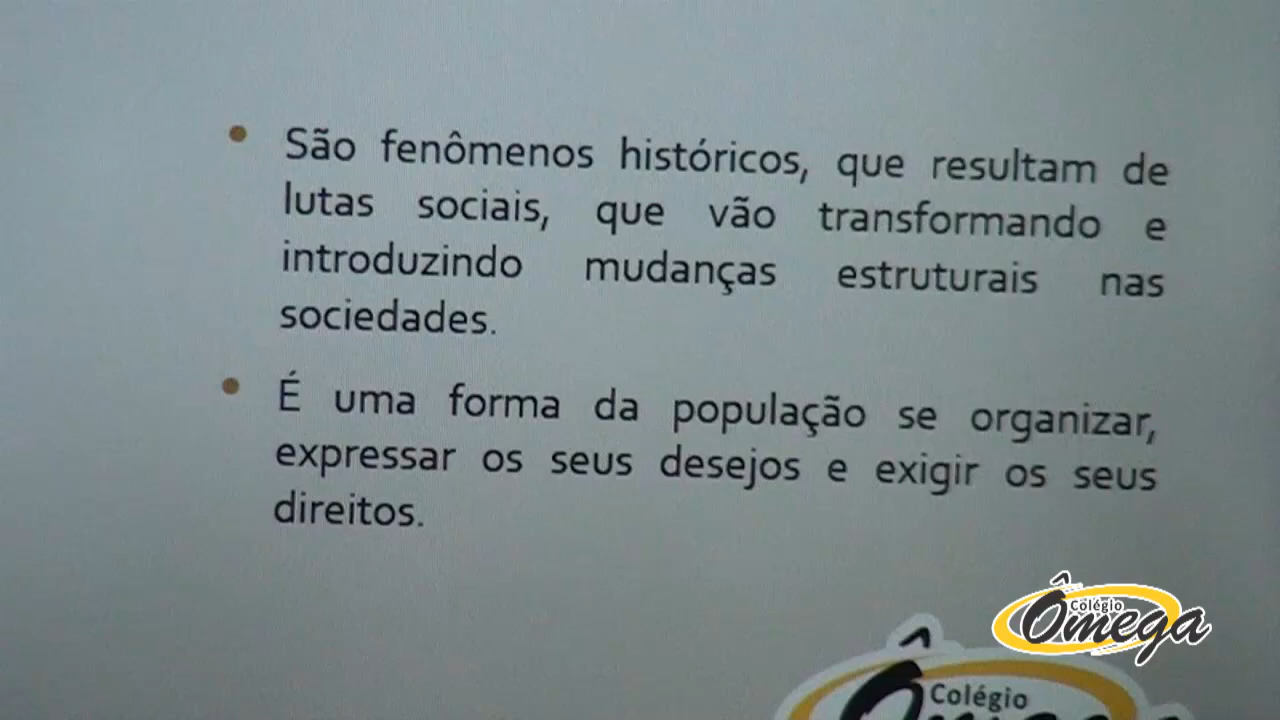 • São fenômenos históricos, que resultam de
lutas sociais, que vão transformando e
introduzindo mudanças estruturais nas
sociedades.
• É uma forma da população se organizar,
expressar os seus desejos e exigir os seus
direitos.
Colégio
Ômega
Colégio